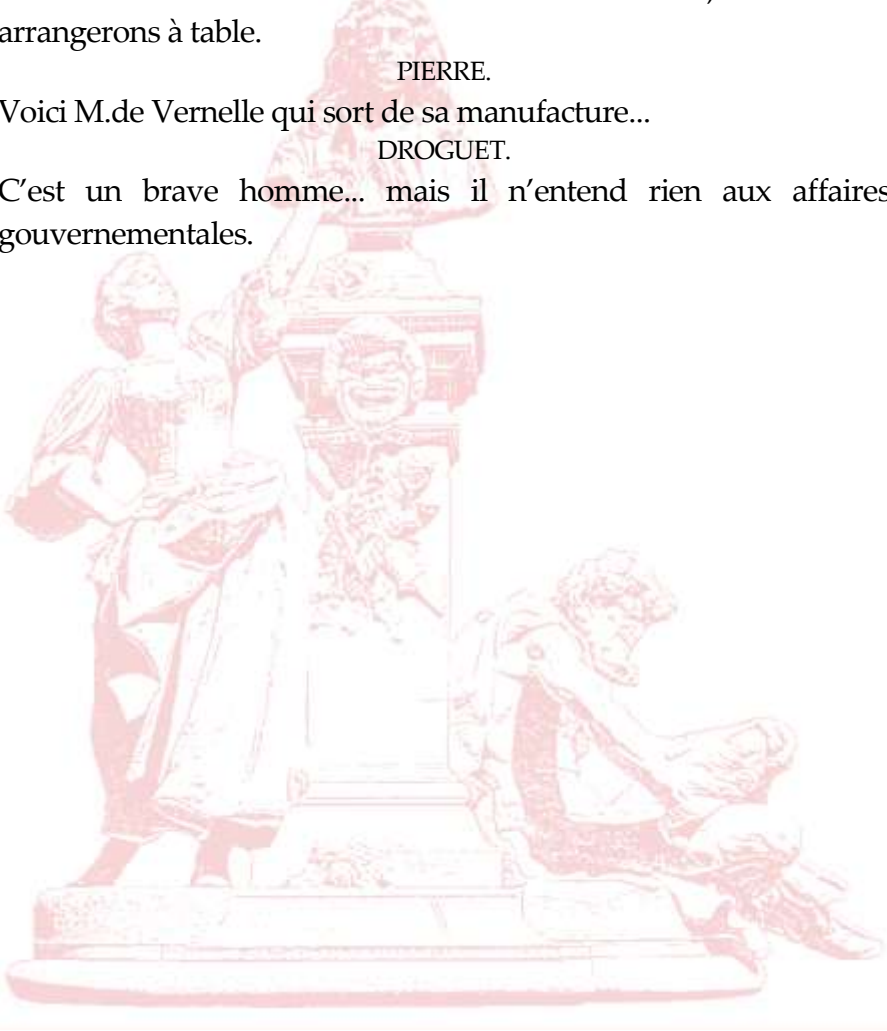 arrangerons à table.
PIERRE.
Voici M.de Vernelle qui sort de sa manufacture...
DROGUET.
C’est un brave homme... mais il n’entend rien aux affaires
gouvernementales.